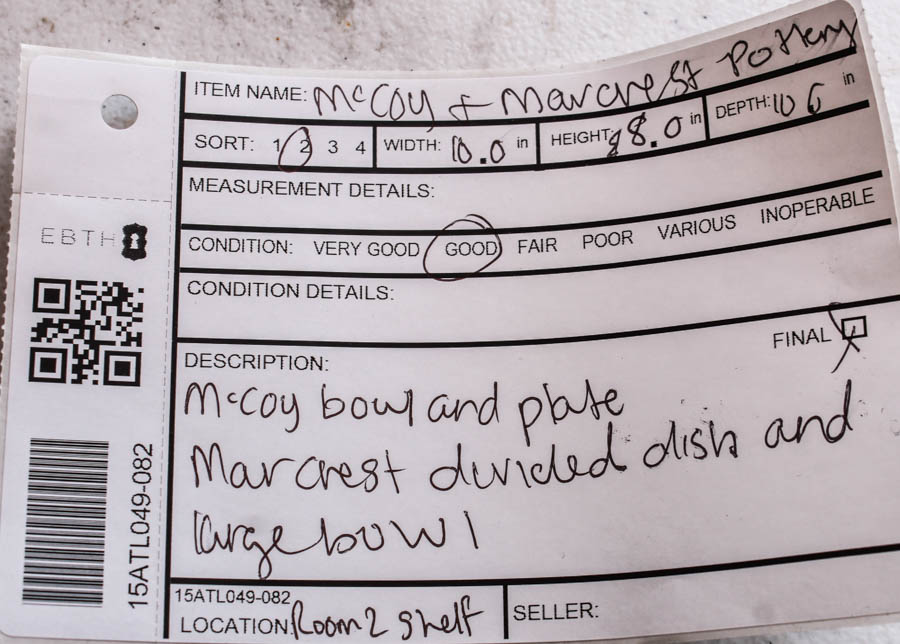 ITEM NAME: McCoy + Marcrest Pottery
SORT: 1 2 3 4 WIDTH: 10.0 in HEIGHT: 8.0 in DEPTH: in
MEASUREMENT DETAILS:
EBTH
CONDITION: VERY GOOD GOOD FAIR POOR VARIOUS INOPERABLE
CONDITION DETAILS:
FINAL
DESCRIPTION:
McCoy bowl and plate
Marcrest divided dish and
large bowl
15ATL049-082
15ATL049-082
LOCATION: Room 2 shelf SELLER: